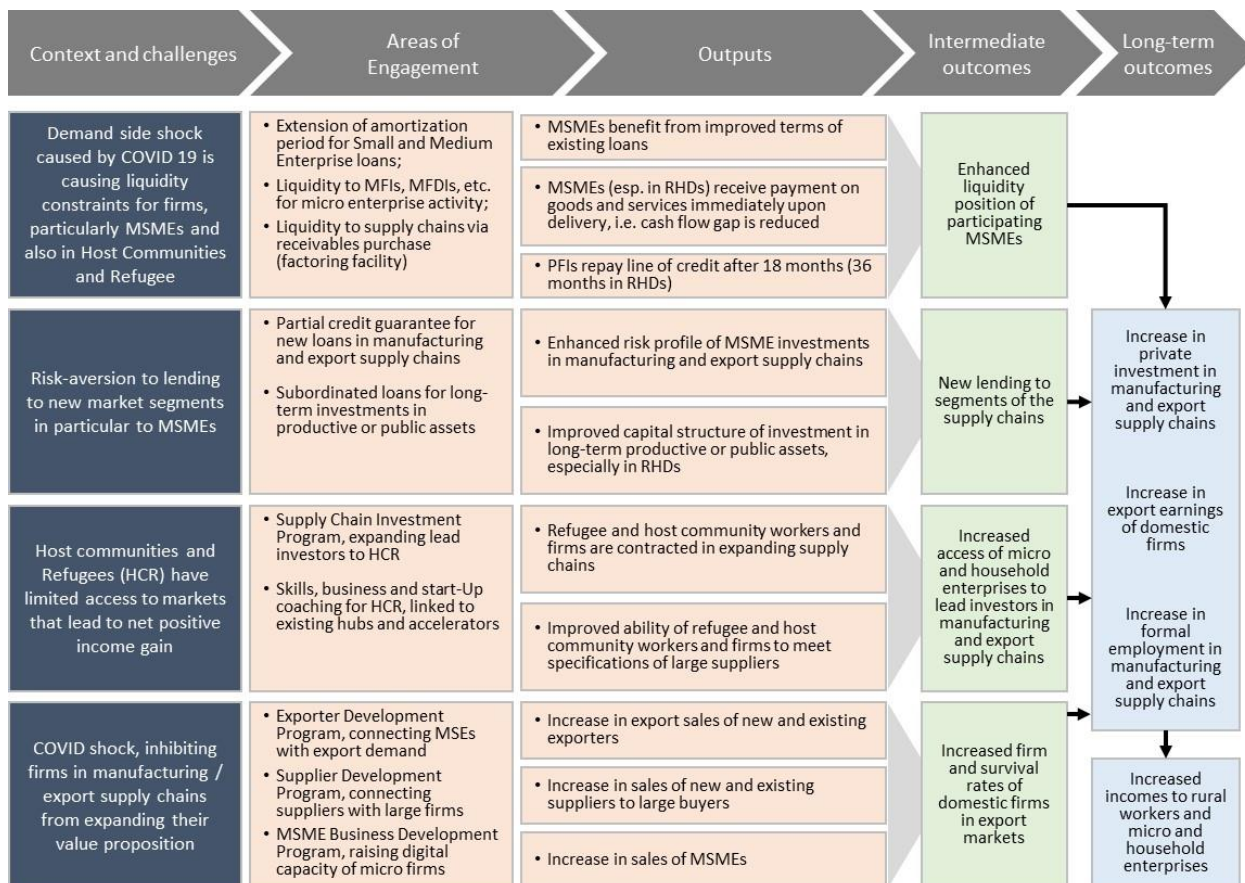 Context and challenges
Areas of
Engagement
Outputs
Intermediate
outcomes
Long-term
outcomes
Demand side shock
caused by COVID 19 is
causing liquidity
constraints for firms,
particularly MSMEs and
also in Host Communities
and Refugee
• Extension of amortization
period for Small and Medium
Enterprise loans;
• Liquidity to MFIs, MFDIs, etc.
for micro enterprise activity;
• Liquidity to supply chains via
receivables purchase
(factoring facility)
• MSMEs benefit from improved terms of
existing loans
• MSMEs (esp. in RHDs) receive payment on
goods and services immediately upon
delivery, i.e. cash flow gap is reduced
• PFIs repay line of credit after 18 months (36
months in RHDs)
Enhanced
liquidity
position of
participating
MSMEs
Risk-aversion to lending
to new market segments
in particular to MSMEs
• Partial credit guarantee for
new loans in manufacturing
and export supply chains
• Subordinated loans for long-
term investments in
productive or public assets
• Enhanced risk profile of MSME investments
in manufacturing and export supply chains
• Improved capital structure of investment in
long-term productive or public assets,
especially in RHDs
New lending to
segments of the
supply chains
Host communities and
Refugees (HCR) have
limited access to markets
that lead to net positive
income gain
• Supply Chain Investment
Program, expanding lead
investors to HCR
• Skills, business and start-Up
coaching for HCR, linked to
existing hubs and accelerators
• Refugee and host community workers and
firms are contracted in expanding supply
chains
• Improved ability of refugee and host
community workers and firms to meet
specifications of large suppliers
Increased
access of micro
and household
enterprises to
lead investors in
manufacturing
and export
supply chains
COVID shock, inhibiting
firms in manufacturing /
export supply chains
from expanding their
value proposition
• Exporter Development
Program, connecting MSEs
with export demand
• Supplier Development
Program, connecting
suppliers with large firms
• MSME Business Development
Program, raising digital
capacity of micro firms
• Increase in export sales of new and existing
exporters
• Increase in sales of new and existing
suppliers to large buyers
• Increase in sales of MSMEs
Increased firm
and survival
rates of
domestic firms
in export
markets
Increase in
private
investment in
manufacturing
and export
supply chains
Increase in
export earnings
of domestic
firms
Increase in
formal
employment in
manufacturing
and export
supply chains
Increased
incomes to rural
workers and
micro and
household
enterprises